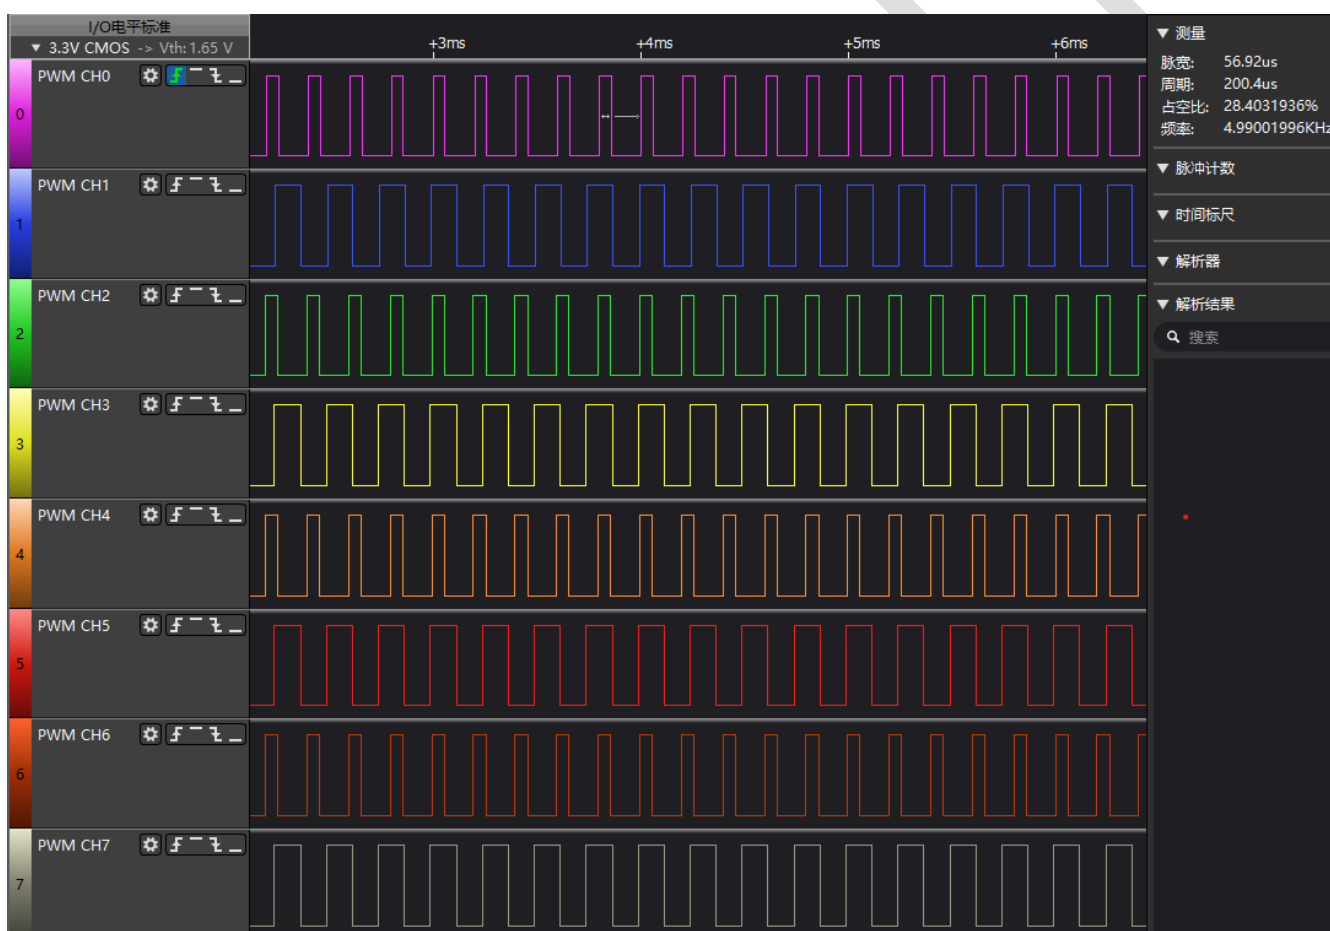 I/O电平标准
▼ 3.3V CMOS -> Vth:1.65 V
+3ms +4ms +5ms +6ms
PWM CH0
0
PWM CH1
1
PWM CH2
2
PWM CH3
3
PWM CH4
4
PWM CH5
5
PWM CH6
6
PWM CH7
7
▼ 测量
脉宽: 56.92us
周期: 200.4us
占空比: 28.4031936%
频率: 4.99001996KHz
▼ 脉冲计数
▼ 时间标尺
▼ 解析器
▼ 解析结果
搜索